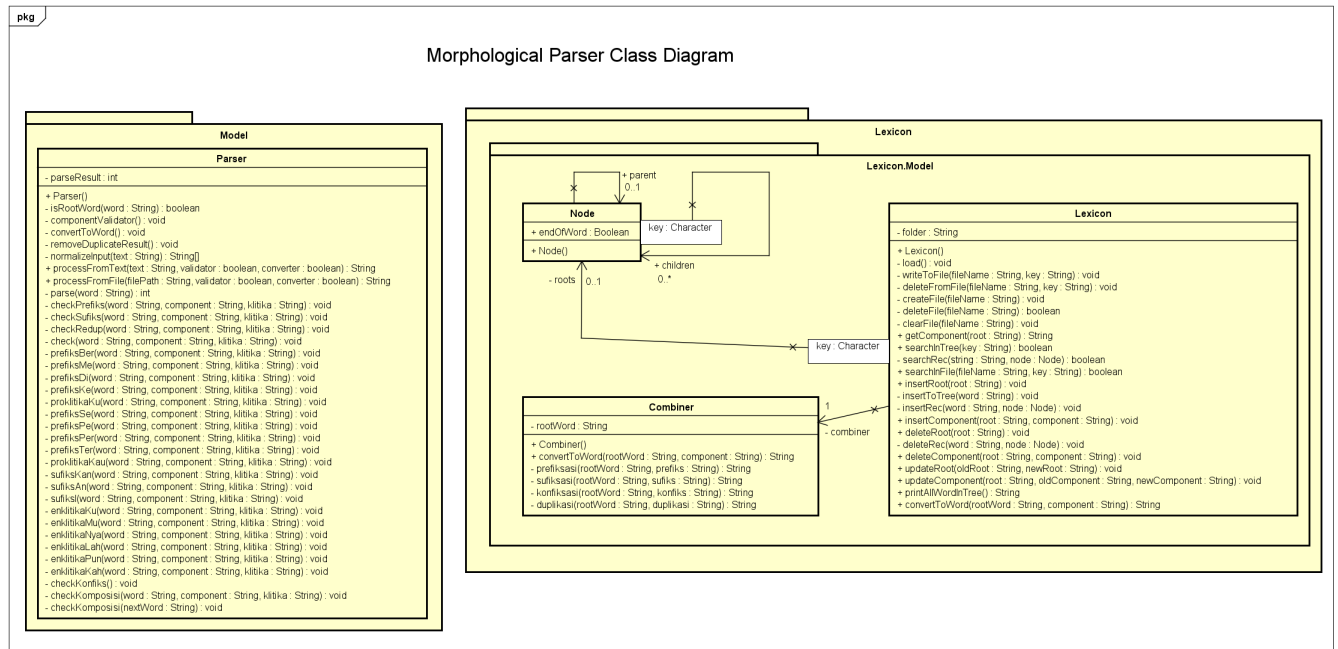 pkg
Morphological Parser Class Diagram
Model
Parser
- parseResult : int
+ Parser()
- isRootWord(word : String) : boolean
- componentValidator() : void
- convertToWord() : void
- removeDuplicateResult() : void
- normalizeInput(text : String) : String[]
+ processFromText(text : String, validator : boolean, converter : boolean) : String
+ processFromFile(filePath : String, validator : boolean, converter : boolean) : String
- parse(word : String) : int
- checkPrefiks(word : String, component : String, klitika : String) : void
- checkSufiks(word : String, component : String, klitika : String) : void
- checkRedup(word : String, component : String, klitika : String) : void
- check(word : String, component : String, klitika : String) : void
- prefiksBer(word : String, component : String, klitika : String) : void
- prefiksMe(word : String, component : String, klitika : String) : void
- prefiksDi(word : String, component : String, klitika : String) : void
- prefiksKe(word : String, component : String, klitika : String) : void
- proklitikaKu(word : String, component : String, klitika : String) : void
- prefiksSe(word : String, component : String, klitika : String) : void
- prefiksPe(word : String, component : String, klitika : String) : void
- prefiksPer(word : String, component : String, klitika : String) : void
- prefiksTer(word : String, component : String, klitika : String) : void
- proklitikaKau(word : String, component : String, klitika : String) : void
- sufiksKan(word : String, component : String, klitika : String) : void
- sufiksAn(word : String, component : String, klitika : String) : void
- sufiksI(word : String, component : String, klitika : String) : void
- enklitikaKu(word : String, component : String, klitika : String) : void
- enklitikaMu(word : String, component : String, klitika : String) : void
- enklitikaNya(word : String, component : String, klitika : String) : void
- enklitikaLah(word : String, component : String, klitika : String) : void
- enklitikaPun(word : String, component : String, klitika : String) : void
- enklitikaKah(word : String, component : String, klitika : String) : void
- checkKonfiks() : void
- checkKomposisi(word : String, component : String, klitika : String) : void
- checkKomposisi(nextWord : String) : void
Lexicon
Lexicon.Model
+ parent
0..1
Node
+ endOfWord : Boolean
+ Node()
key : Character
+ children
0..*
- roots
0..1
key : Character
Combiner
- rootWord : String
+ Combiner()
+ convertToWord(rootWord : String, component : String) : String
- prefiksasi(rootWord : String, prefiks : String) : String
- sufiksasi(rootWord : String, sufiks : String) : String
- konfiksasi(rootWord : String, konfiks : String) : String
- duplikasi(rootWord : String, duplikasi : String) : String
1
- combiner
Lexicon
- folder : String
+ Lexicon()
- load() : void
- writeToFile(fileName : String, key : String) : void
- deleteFromFile(fileName : String, key : String) : void
- createFile(fileName : String) : void
- deleteFile(fileName : String) : boolean
- clearFile(fileName : String) : void
+ getComponent(root : String) : String
+ searchInTree(key : String) : boolean
- searchRec(string : String, node : Node) : boolean
+ searchInFile(fileName : String, key : String) : boolean
+ insertRoot(root : String) : void
- insertToTree(word : String) : void
- insertRec(word : String, node : Node) : void
+ insertComponent(root : String, component : String) : void
+ deleteRoot(root : String) : void
- deleteRec(word : String, node : Node) : void
+ deleteComponent(root : String, component : String) : void
+ updateRoot(oldRoot : String, newRoot : String) : void
+ updateComponent(root : String, oldComponent : String, newComponent : String) : void
+ printAllWordInTree() : String
+ convertToWord(rootWord : String, component : String) : String